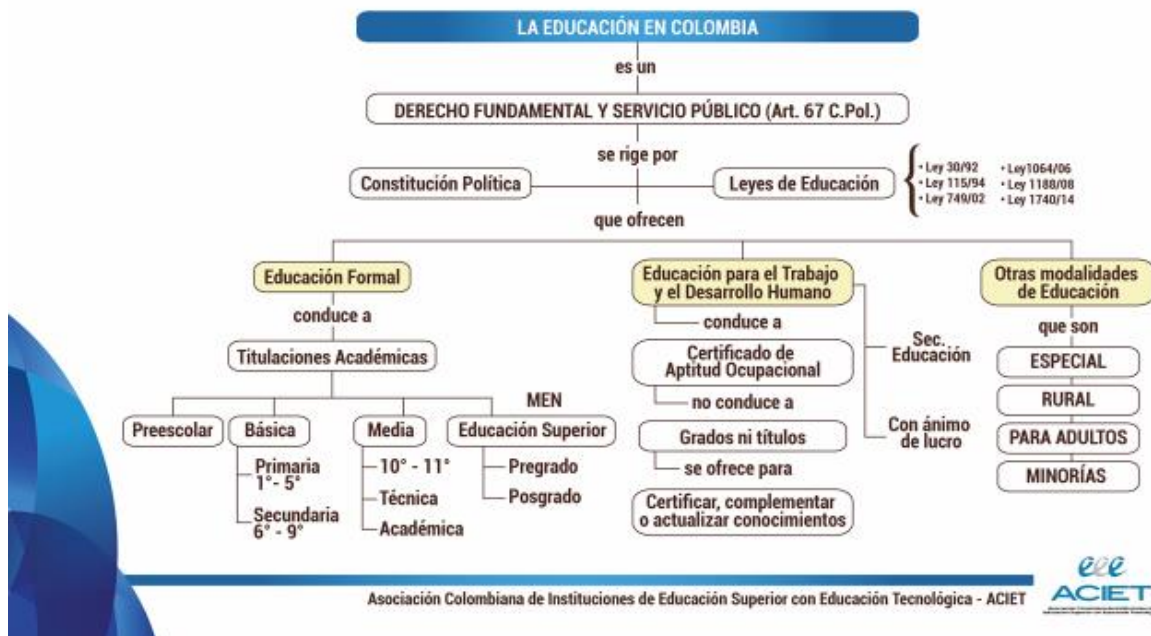 LA EDUCACIÓN EN COLOMBIA
es un
DERECHO FUNDAMENTAL Y SERVICIO PÚBLICO (Art. 67 C.Pol.)
se rige por
Constitución Política
Leyes de Educación
• Ley 30/92
• Ley 115/94
• Ley 749/02
• Ley1064/06
• Ley 1188/08
• Ley 1740/14
que ofrecen
Educación Formal
conduce a
Titulaciones Académicas
Preescolar
Básica
Primaria
1°- 5°
Secundaria
6° - 9°
Media
10° - 11°
Técnica
Académica
MEN
Educación Superior
Pregrado
Posgrado
Educación para el Trabajo
y el Desarrollo Humano
conduce a
Certificado de
Aptitud Ocupacional
no conduce a
Grados ni títulos
se ofrece para
Certificar, complementar
o actualizar conocimientos
Sec.
Educación
Con ánimo
de lucro
Otras modalidades
de Educación
que son
ESPECIAL
RURAL
PARA ADULTOS
MINORÍAS
Asociación Colombiana de Instituciones de Educación Superior con Educación Tecnológica - ACIET
ACIET